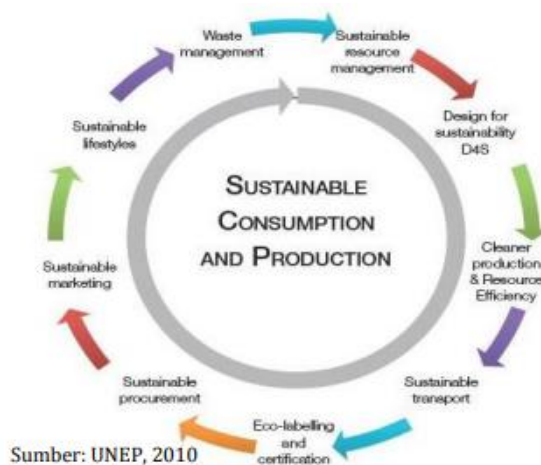 Waste
management
Sustainable
resource
management
Design for
sustainability
D4S
Cleaner
production
& Resource
Efficiency
Sustainable
transport
Eco-labelling
and
certification
Sustainable
procurement
Sustainable
marketing
Sustainable
lifestyles
SUSTAINABLE
CONSUMPTION
AND PRODUCTION
Sumber: UNEP, 2010